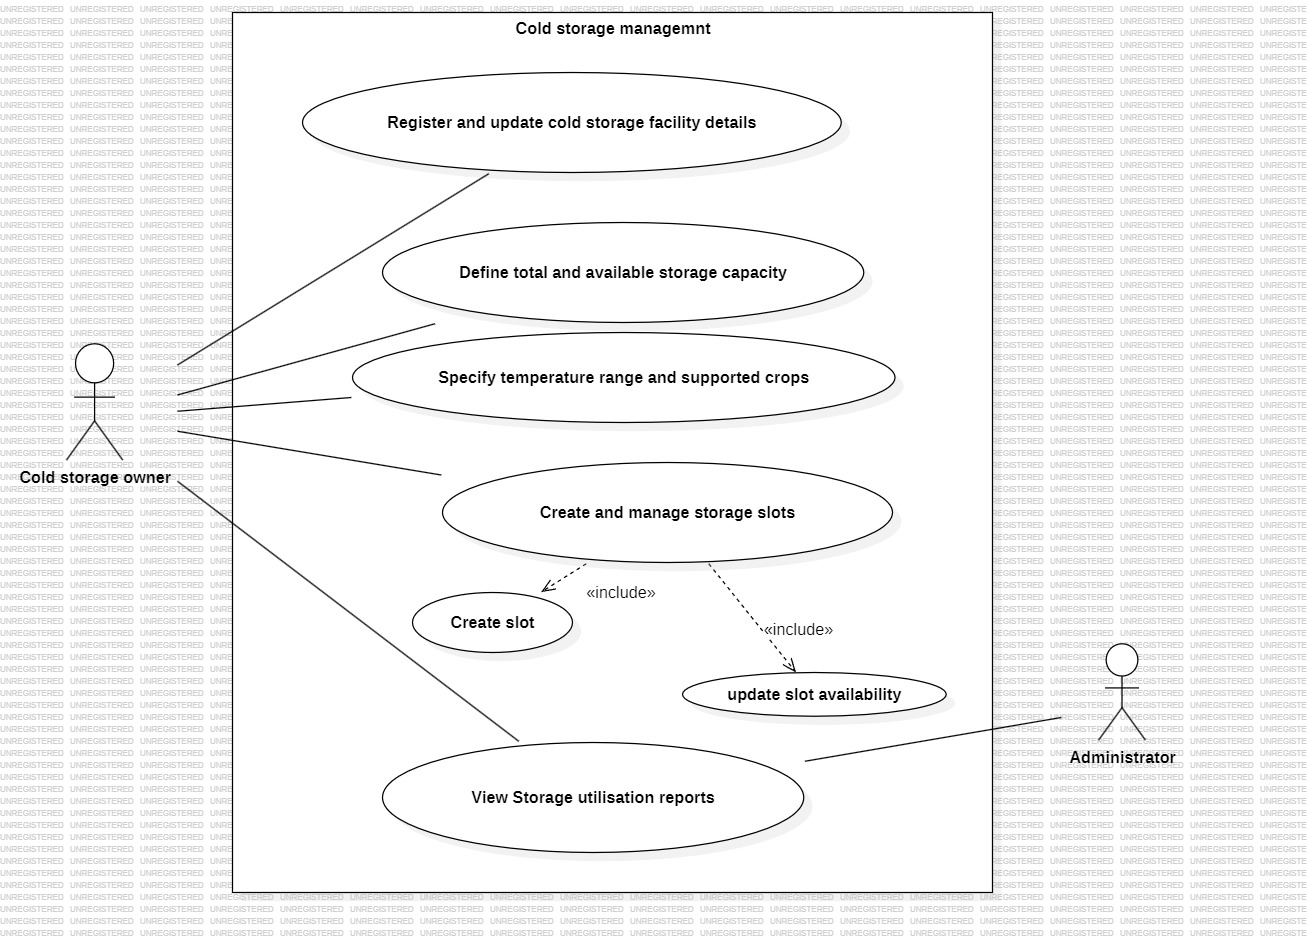 Cold storage managemnt
Register and update cold storage facility details
Define total and available storage capacity
Specify temperature range and supported crops
Cold storage owner
Create and manage storage slots
«include»
Create slot
«include»
update slot availability
Administrator
View Storage utilisation reports
UNREGISTERED